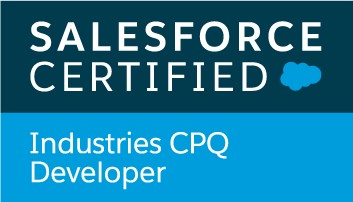 SALESFORCE
CERTIFIED
Industries CPQ
Developer